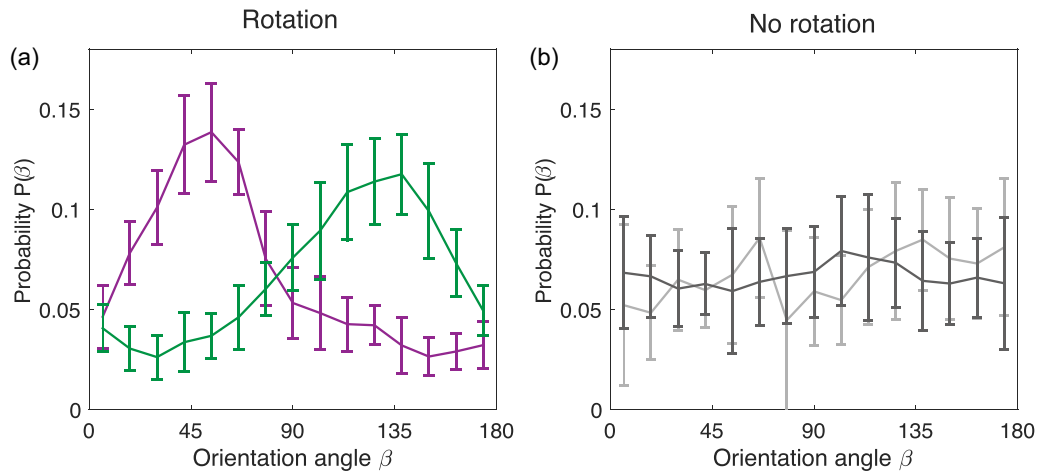 Rotation
No rotation
(a)
(b)
Probability P(β)
0.15
0.1
0.05
0
0
45
90
135
180
Orientation angle β
Probability P(β)
0.15
0.1
0.05
0
0
45
90
135
180
Orientation angle β